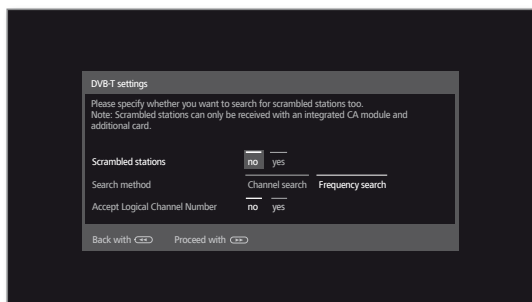 DVB-T settings
Please specify whether you want to search for scrambled stations too.
Note: Scrambled stations can only be received with an integrated CA module and
additional card.
Scrambled stations no yes
Search method Channel search Frequency search
Accept Logical Channel Number no yes
Back with Proceed with